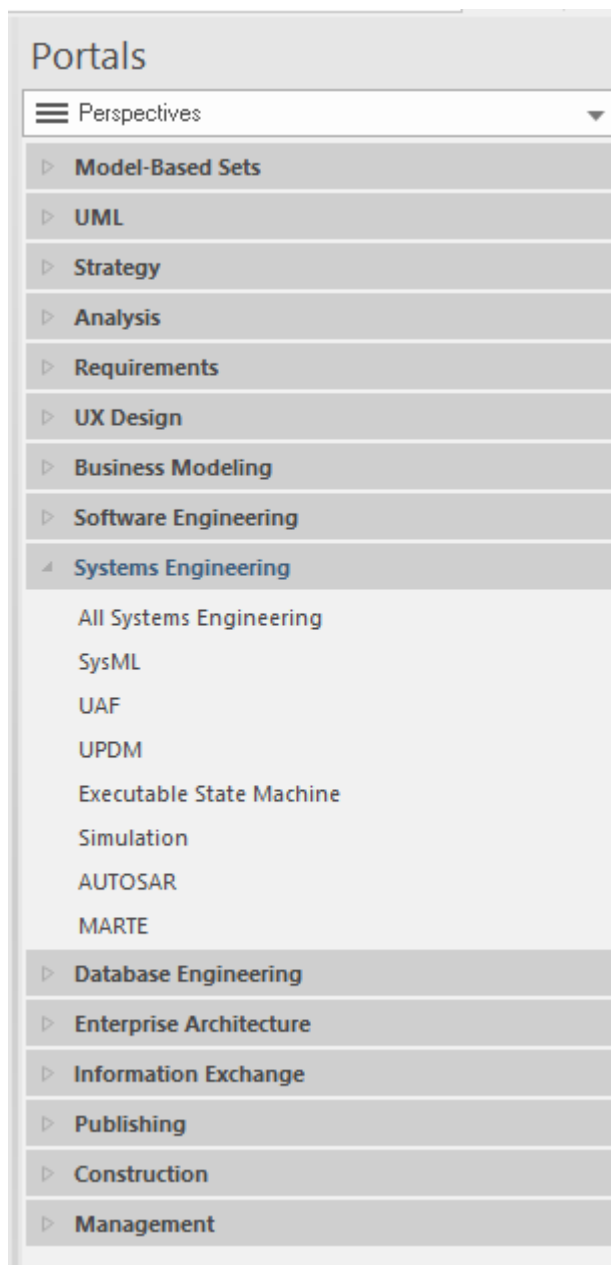 Portals
Perspectives
Model-Based Sets
UML
Strategy
Analysis
Requirements
UX Design
Business Modeling
Software Engineering
Systems Engineering
All Systems Engineering
SysML
UAF
UPDM
Executable State Machine
Simulation
AUTOSAR
MARTE
Database Engineering
Enterprise Architecture
Information Exchange
Publishing
Construction
Management